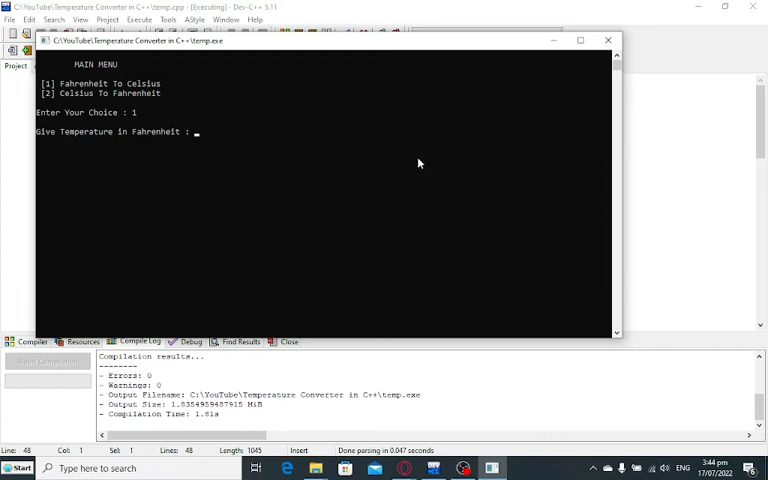 C:\YouTube\Temperature Converter in C++\temp.cpp - [Executing] - Dev-C++ 5.11
File Edit Search View Project Execute Tools AStyle Window Help
C:\YouTube\Temperature Converter in C++\temp.exe
Project
MAIN MENU
[1] Fahrenheit To Celsius
[2] Celsius To Fahrenheit
Enter Your Choice : 1
Give Temperature in Fahrenheit :
Compiler Resources Compile Log Debug Find Results Close
Abort Compilation
Compilation results...
--------
- Errors: 0
- Warnings: 0
- Output Filename: C:\YouTube\Temperature Converter in C++\temp.exe
- Output Size: 1.8354959487915 MiB
- Compilation Time: 1.81s
Line: 48 Col: 1 Sel: 1 Lines: 48 Length: 1045 Insert Done parsing in 0.047 seconds
Start Type here to search ENG 3:44 pm
17/07/2022 6